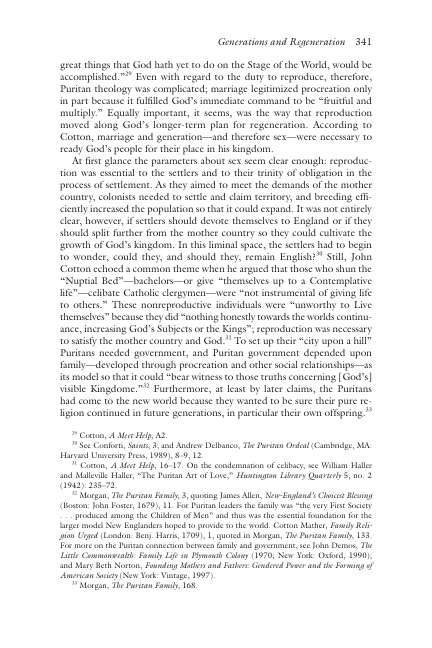 Generations and Regeneration 341
great things that God hath yet to do on the Stage of the World, would be
accomplished.”29 Even with regard to the duty to reproduce, therefore,
Puritan theology was complicated; marriage legitimized procreation only
in part because it fulfilled God’s immediate command to be “fruitful and
multiply.” Equally important, it seems, was the way that reproduction
moved along God’s longer-term plan for regeneration. According to
Cotton, marriage and generation—and therefore sex—were necessary to
ready God’s people for their place in his kingdom.
At first glance the parameters about sex seem clear enough: reproduc-
tion was essential to the settlers and to their trinity of obligation in the
process of settlement. As they aimed to meet the demands of the mother
country, colonists needed to settle and claim territory, and breeding effi-
ciently increased the population so that it could expand. It was not entirely
clear, however, if settlers should devote themselves to England or if they
should split further from the mother country so they could cultivate the
growth of God’s kingdom. In this liminal space, the settlers had to begin
to wonder, could they, and should they, remain English?30 Still, John
Cotton echoed a common theme when he argued that those who shun the
“Nuptial Bed”—bachelors—or give “themselves up to a Contemplative
life”—celibate Catholic clergymen—were “not instrumental of giving life
to others.” These nonreproductive individuals were “unworthy to Live
themselves” because they did “nothing honestly towards the worlds continu-
ance, increasing God’s Subjects or the Kings”; reproduction was necessary
to satisfy the mother country and God.31 To set up their “city upon a hill”
Puritans needed government, and Puritan government depended upon
family—developed through procreation and other social relationships—as
its model so that it could “bear witness to those truths concerning [God’s]
visible Kingdome.”32 Furthermore, at least by later claims, the Puritans
had come to the new world because they wanted to be sure their pure re-
ligion continued in future generations, in particular their own offspring.33
29 Cotton, A Meet Help, A2.
30 See Conforti, Saints, 3; and Andrew Delbanco, The Puritan Ordeal (Cambridge, MA:
Harvard University Press, 1989), 8–9, 12.
31 Cotton, A Meet Help, 16–17. On the condemnation of celibacy, see William Haller
and Malleville Haller, “The Puritan Art of Love,” Huntington Library Quarterly 5, no. 2
(1942): 235–72.
32 Morgan, The Puritan Family, 3, quoting James Allen, New-England’s Choicest Blessing
(Boston: John Foster, 1679), 11. For Puritan leaders the family was “the very First Society
. . . produced among the Children of Men” and thus was the essential foundation for the
larger model New Englanders hoped to provide to the world. Cotton Mather, Family Reli-
gion Urged (London: Benj. Harris, 1709), 1, quoted in Morgan, The Puritan Family, 133.
For more on the Puritan connection between family and government, see John Demos, The
Little Commonwealth: Family Life in Plymouth Colony (1970; New York: Oxford, 1990);
and Mary Beth Norton, Founding Mothers and Fathers: Gendered Power and the Forming of
American Society (New York: Vintage, 1997).
33 Morgan, The Puritan Family, 168.